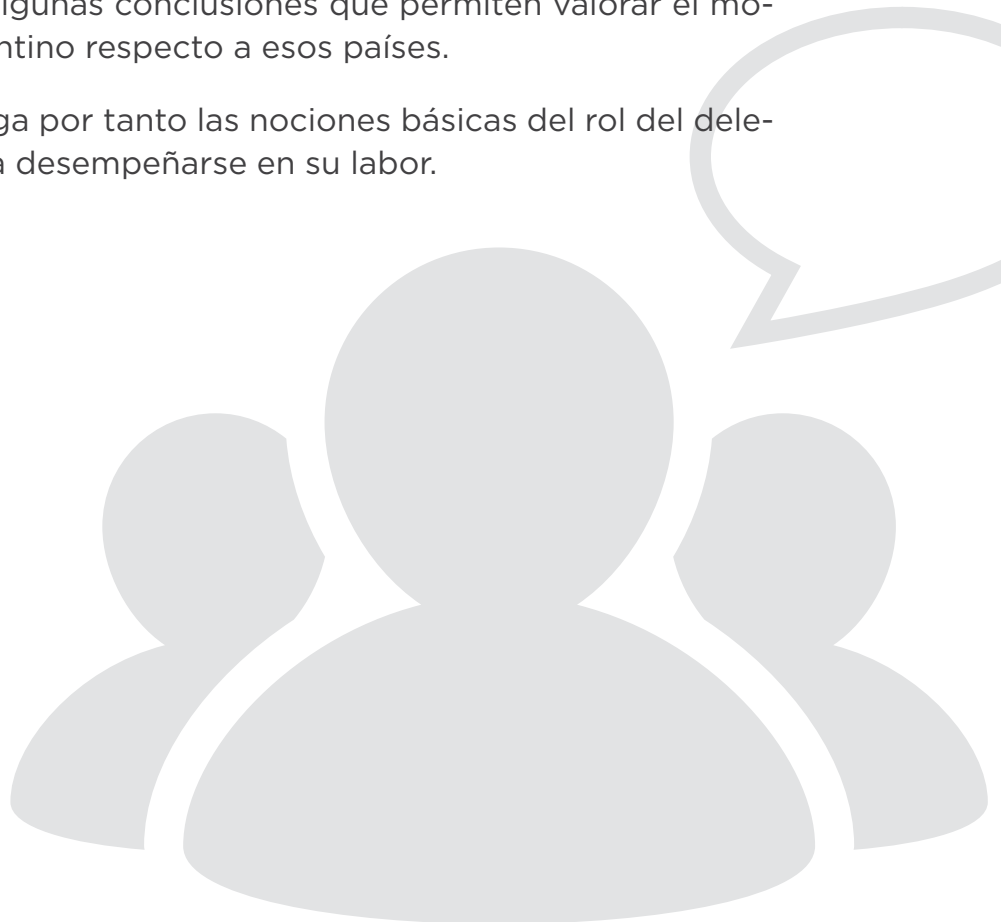 algunas conclusiones que permiten valorar el mo-
ntino respecto a esos países.
ga por tanto las nociones básicas del rol del dele-
a desempeñarse en su labor.